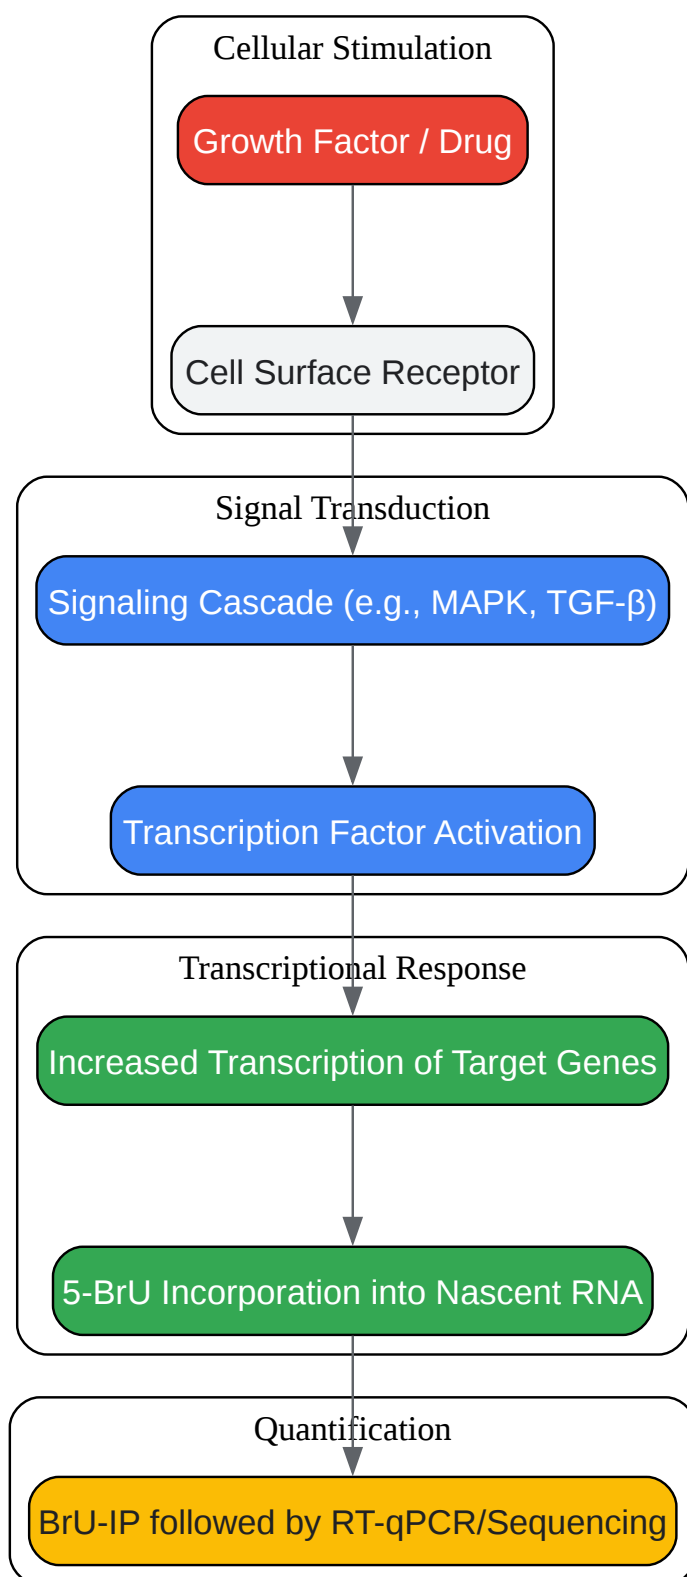 Cellular Stimulation
Growth Factor / Drug
Cell Surface Receptor
Signal Transduction
Signaling Cascade (e.g., MAPK, TGF-β)
Transcription Factor Activation
Transcriptional Response
Increased Transcription of Target Genes
5-BrU Incorporation into Nascent RNA
Quantification
BrU-IP followed by RT-qPCR/Sequencing